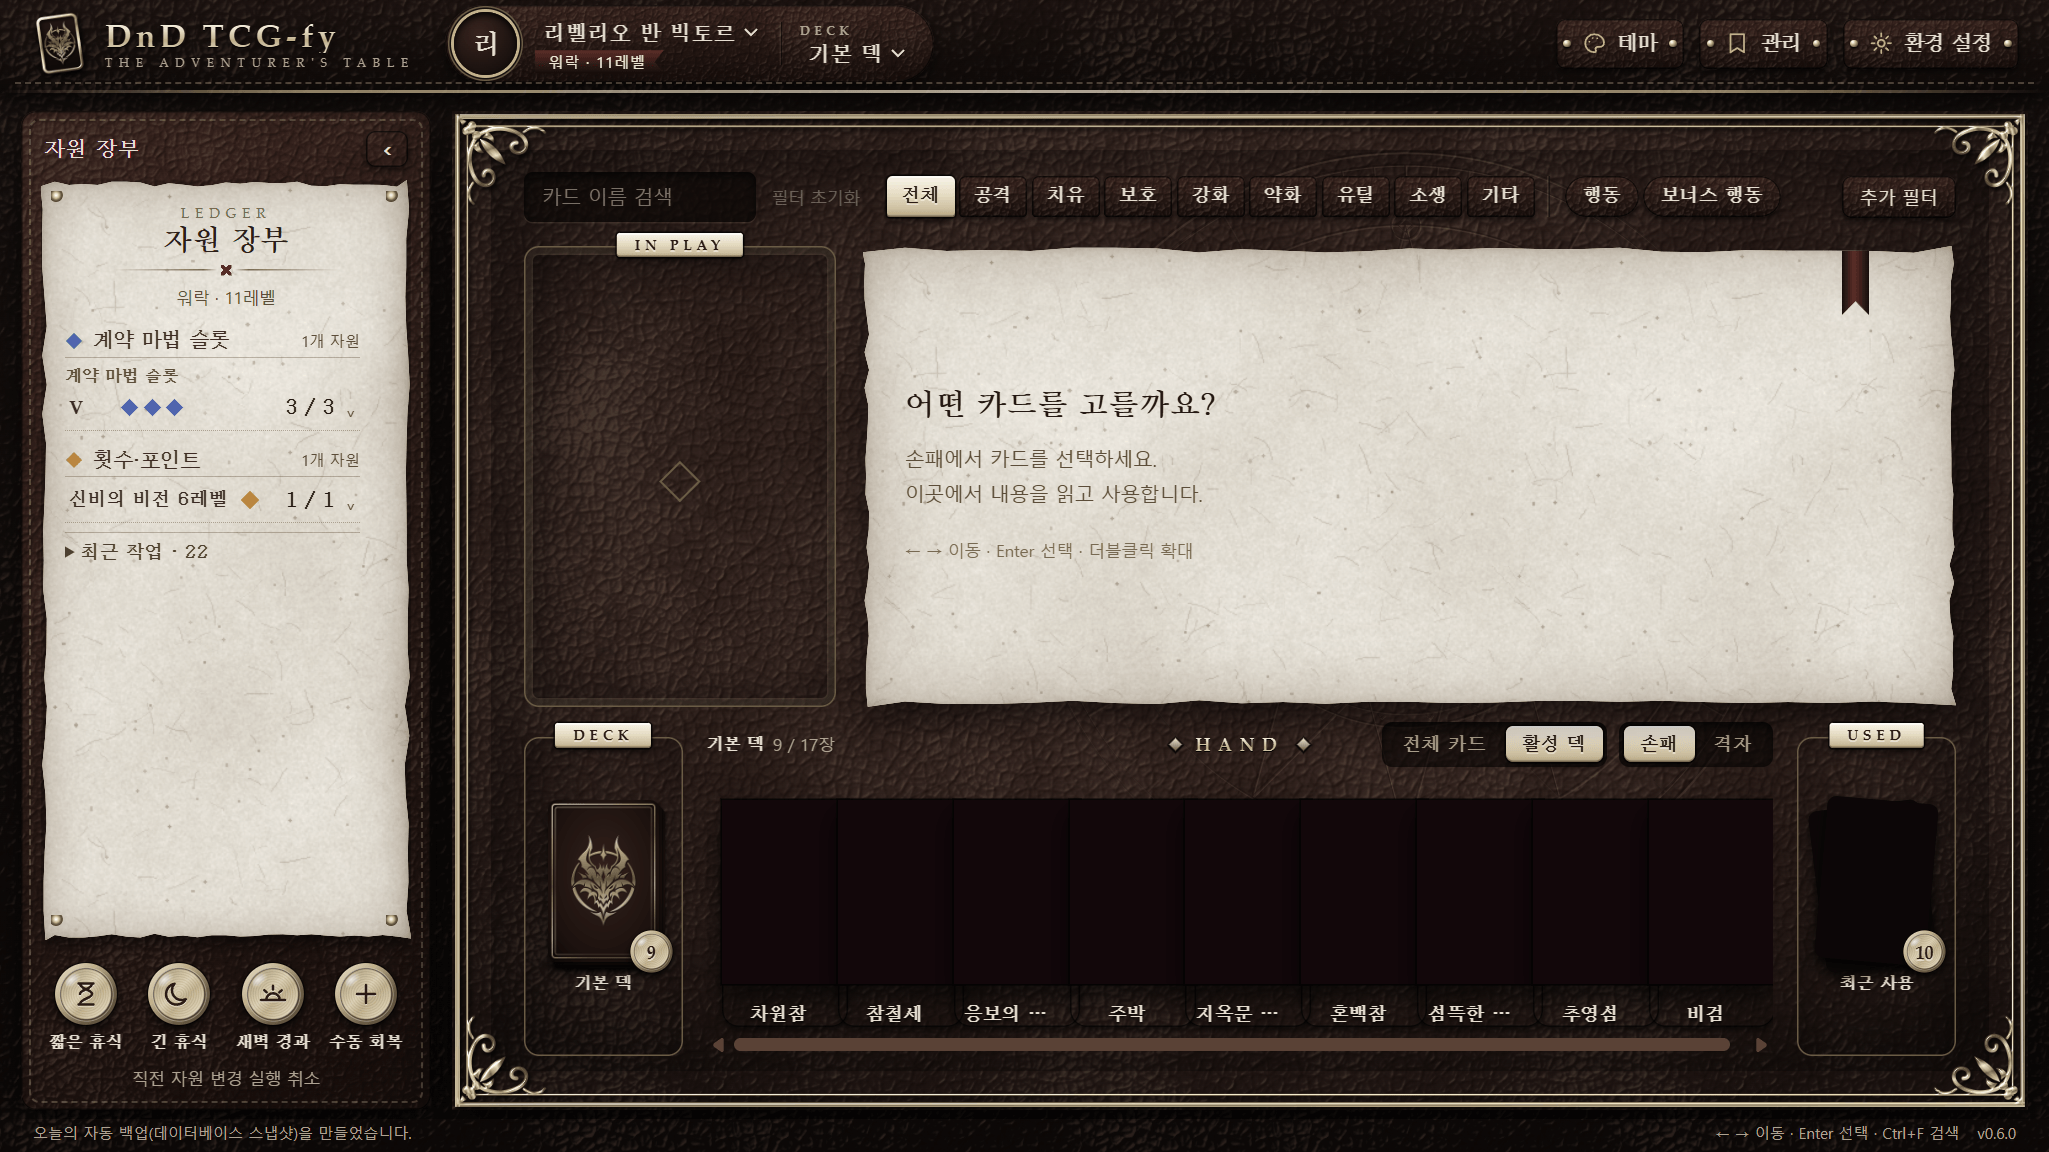 DnD TCG-fy
THE ADVENTURER'S TABLE
리
리벨리오 반 빅토르
워락 · 11레벨
DECK
기본 덱
테마
관리
환경 설정
자원 장부
LEDGER
자원 장부
워락 · 11레벨
계약 마법 슬롯 1개 자원
계약 마법 슬롯
V 3 / 3
횟수·포인트 1개 자원
신비의 비전 6레벨 1 / 1
최근 작업 · 22
짧은 휴식 긴 휴식 새벽 경과 수동 회복
직전 자원 변경 실행 취소
카드 이름 검색 필터 초기화 전체 공격 치유 보호 강화 약화 유틸 소생 기타 행동 보너스 행동 추가 필터
IN PLAY
어떤 카드를 고를까요?
손패에서 카드를 선택하세요.
이곳에서 내용을 읽고 사용합니다.
← → 이동 · Enter 선택 · 더블클릭 확대
DECK
기본 덱 9 / 17장
HAND
전체 카드 활성 덱 손패 격자
USED
9
기본 덱
10
최근 사용
차원참 참철세 응보의 ··· 주박 지옥문 ··· 혼백참 섬뜩한 ··· 추영섬 비검
오늘의 자동 백업(데이터베이스 스냅샷)을 만들었습니다.
← → 이동 · Enter 선택 · Ctrl+F 검색 v0.6.0